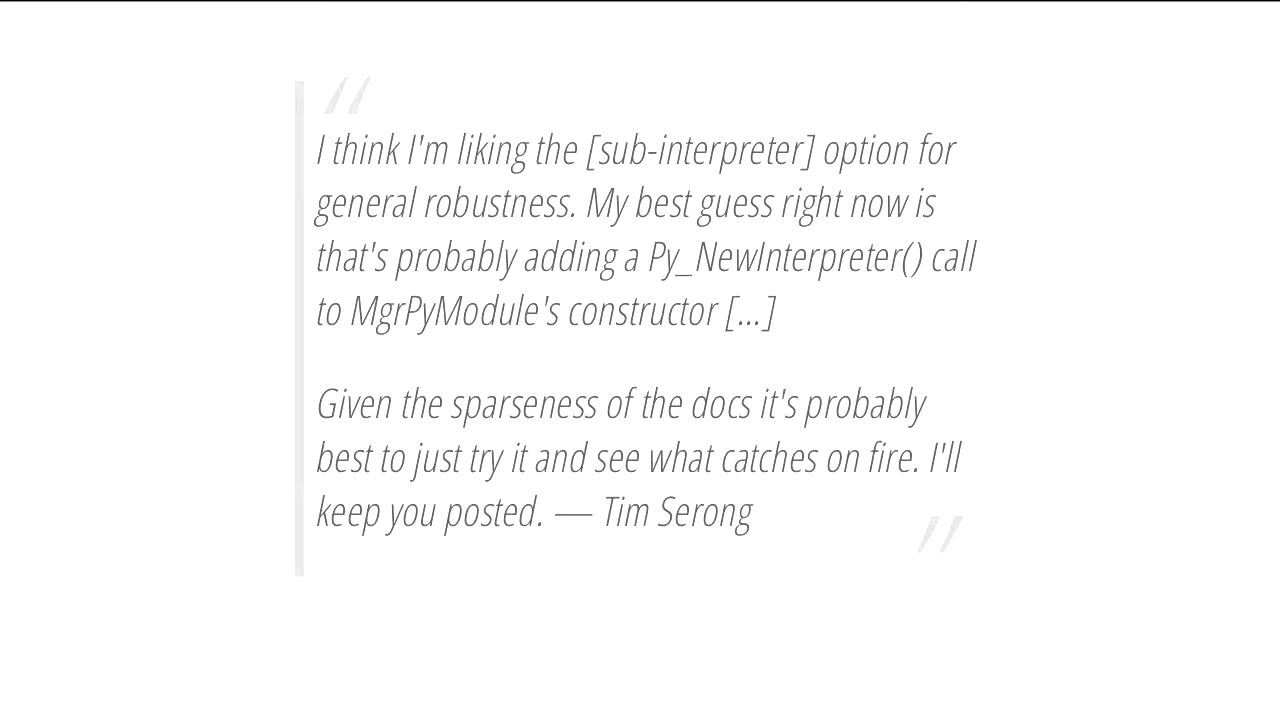 “
I think I'm liking the [sub-interpreter] option for
general robustness. My best guess right now is
that's probably adding a Py_NewInterpreter() call
to MgrPyModule's constructor [...]
Given the sparseness of the docs it's probably
best to just try it and see what catches on fire. I'll
keep you posted. — Tim Serong
”